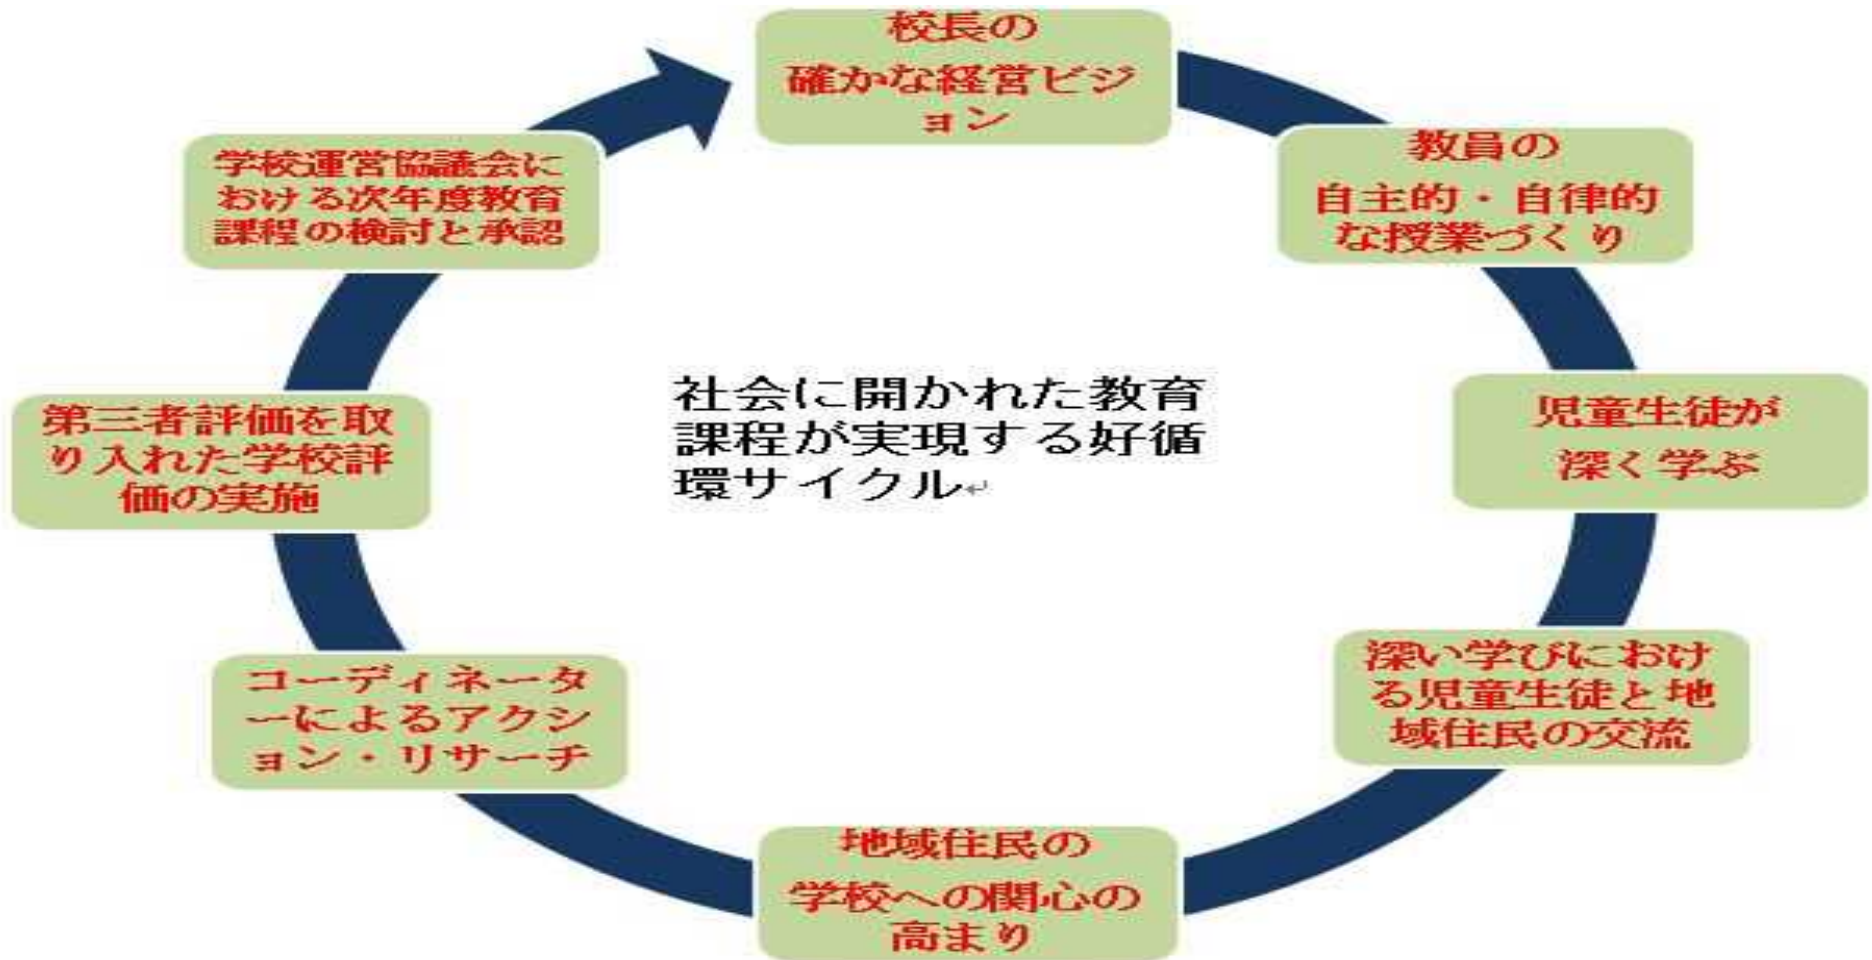 校長の
確かな経営ビジ
ョン
教員の
自主的・自律的
な授業づくり
児童生徒が
深く学ぶ
深い学びにおけ
る児童生徒と地
域住民の交流
地域住民の
学校への関心の
高まり
コーディネータ
ーによるアクシ
ョン・リサーチ
第三者評価を取
り入れた学校評
価の実施
学校運営協議会に
おける次年度教育
課程の検討と承認
社会に開かれた教育
課程が実現する好循
環サイクル↵